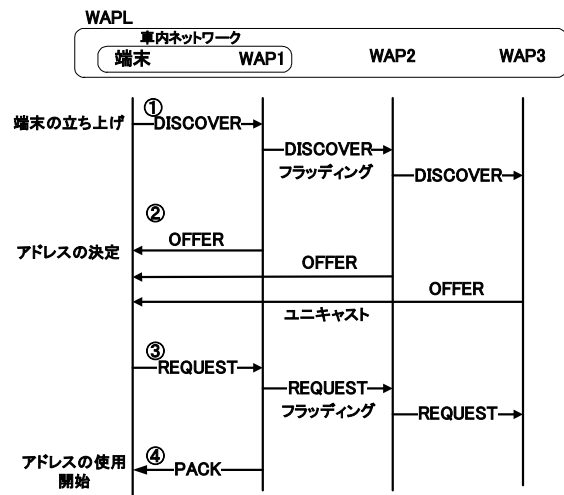 WAPL
車内ネットワーク
端末 WAP1 WAP2 WAP3
①
端末の立ち上げ DISCOVER
DISCOVER
フラッディング DISCOVER
②
アドレスの決定 OFFER
OFFER
OFFER
ユニキャスト
③
REQUEST
REQUEST
フラッディング REQUEST
④
アドレスの使用 PACK
開始